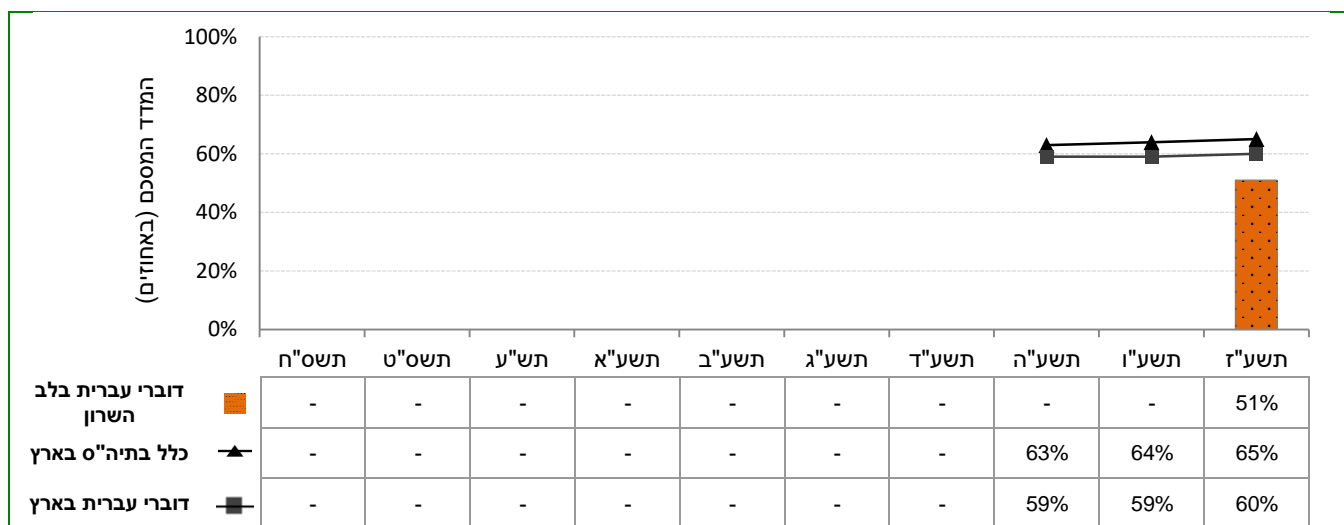 המדד המסכם (באחוזים)
100%
80%
60%
40%
20%
0%
תשס"ח תשס"ט תש"ע תשע"א תשע"ב תשע"ג תשע"ד תשע"ה תשע"ו תשע"ז
דוברי עברית בלב
השרון
- - - - - - - - - 51%
כלל בתיה"ס בארץ - - - - - - - 63% 64% 65%
דוברי עברית בארץ - - - - - - - 59% 59% 60%